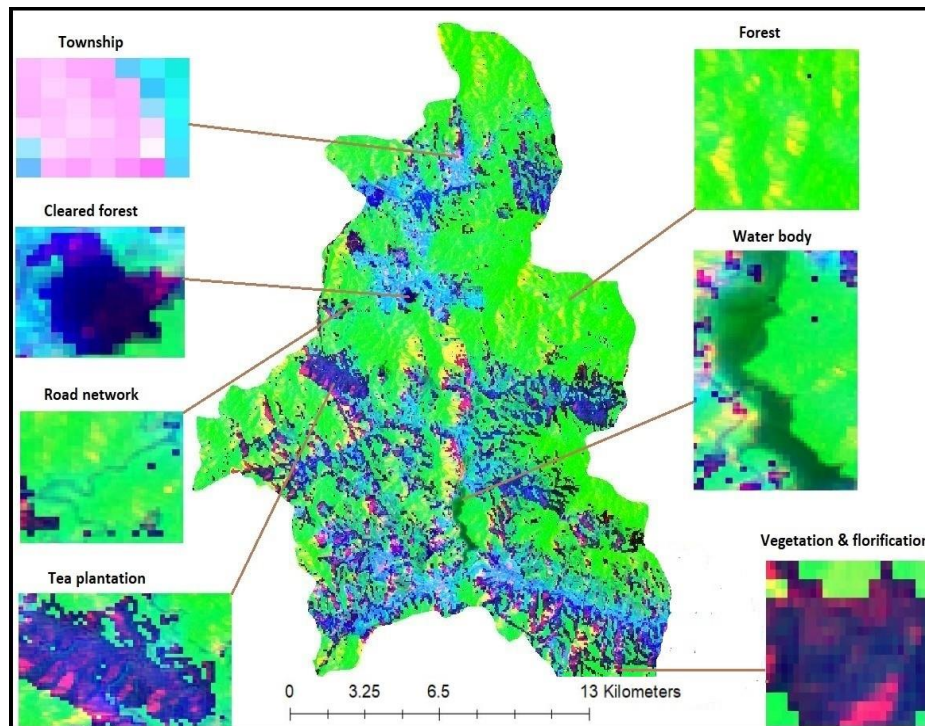 Township
Forest
Cleared forest
Water body
Road network
Tea plantation
Vegetation & florification
0 3.25 6.5 13 Kilometers